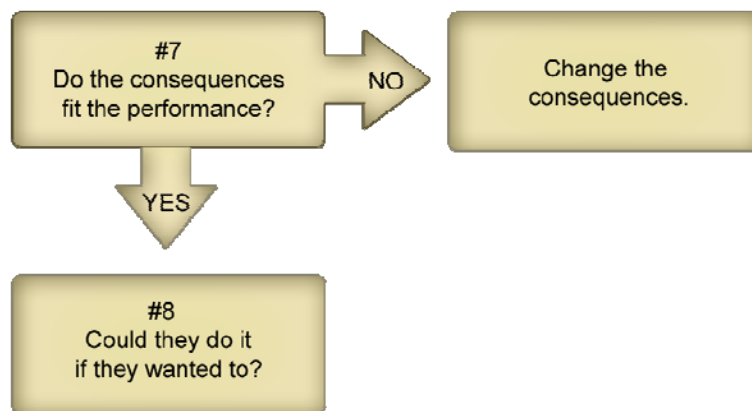 #7
Do the consequences
fit the performance?
NO
Change the
consequences.
YES
#8
Could they do it
if they wanted to?